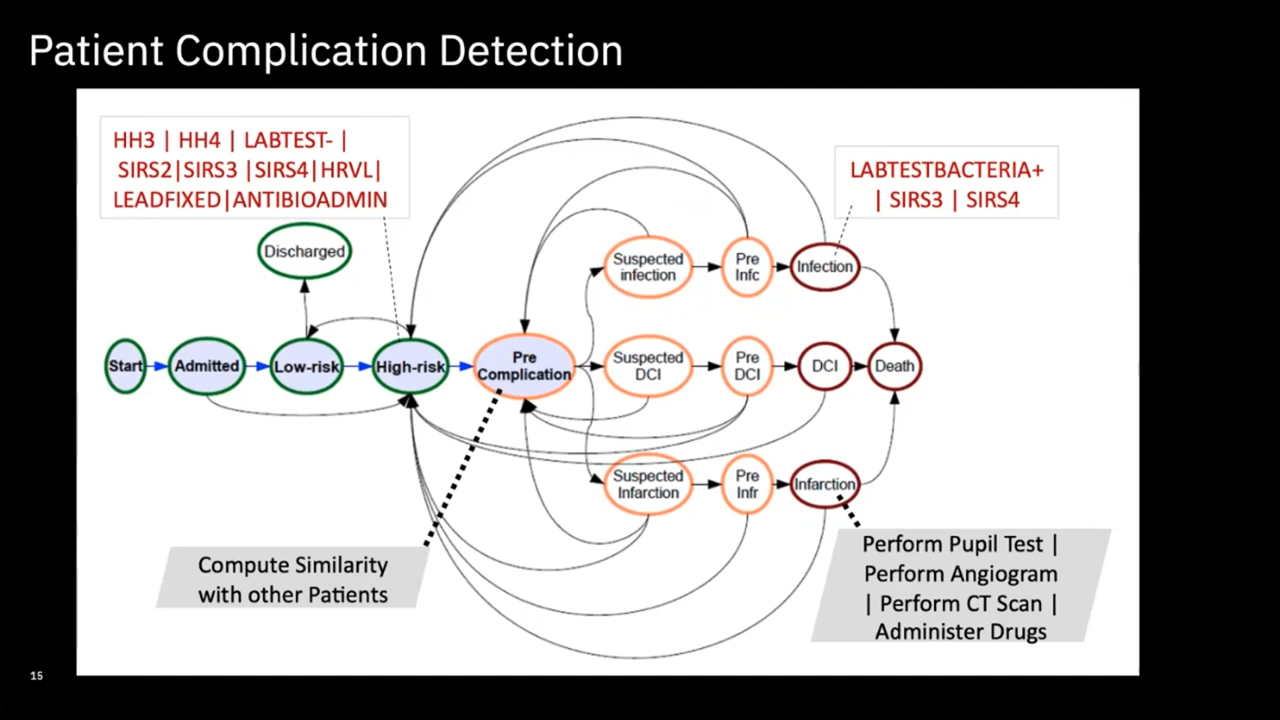 Patient Complication Detection
HH3 | HH4 | LABTEST- |
SIRS2|SIRS3 |SIRS4|HRVL|
LEADFIXED|ANTIBIOADMIN
LABTESTBACTERIA+
| SIRS3 | SIRS4
Discharged
Suspected
infection
Pre
Infc
Infection
Start
Admitted
Low-risk
High-risk
Pre
Complication
Suspected
DCI
Pre
DCI
DCI
Death
Suspected
Infarction
Pre
Infr
Infarction
Compute Similarity
with other Patients
Perform Pupil Test |
Perform Angiogram
| Perform CT Scan |
Administer Drugs
15